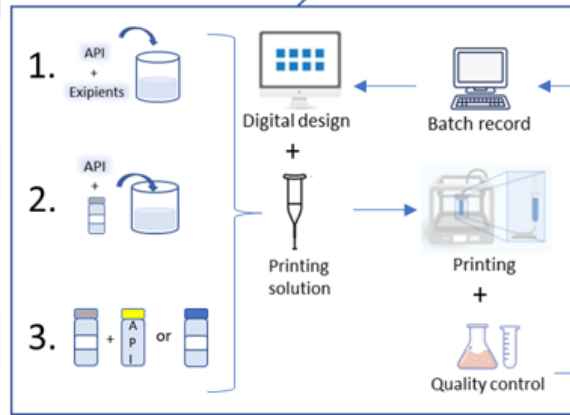 1.
API
+
Exipients
2.
API
+
3.
+
A
P
I
or
Digital design
+
Printing
solution
Batch record
Printing
+
Quality control